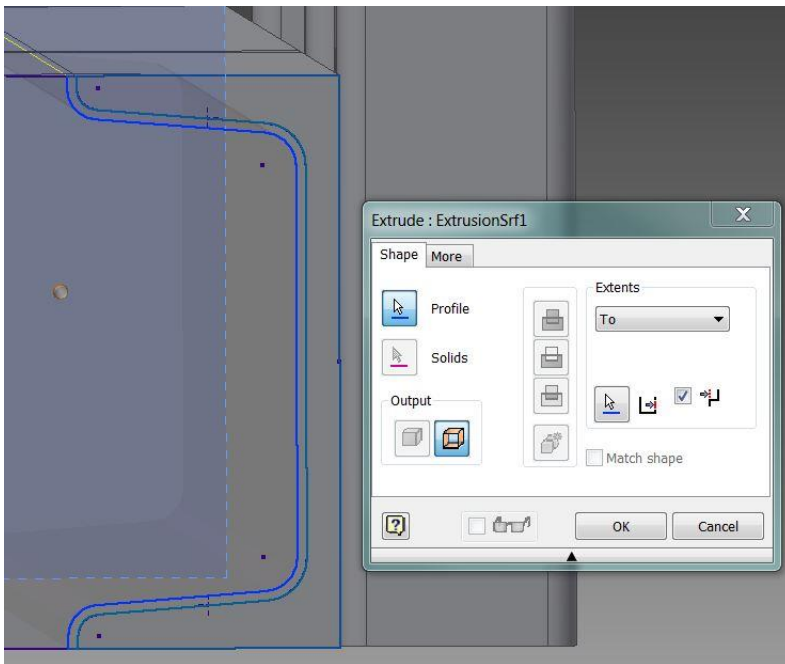 Extrude : ExtrusionSrf1
Shape More
Profile
Solids
Output
Extents
To
Match shape
OK Cancel